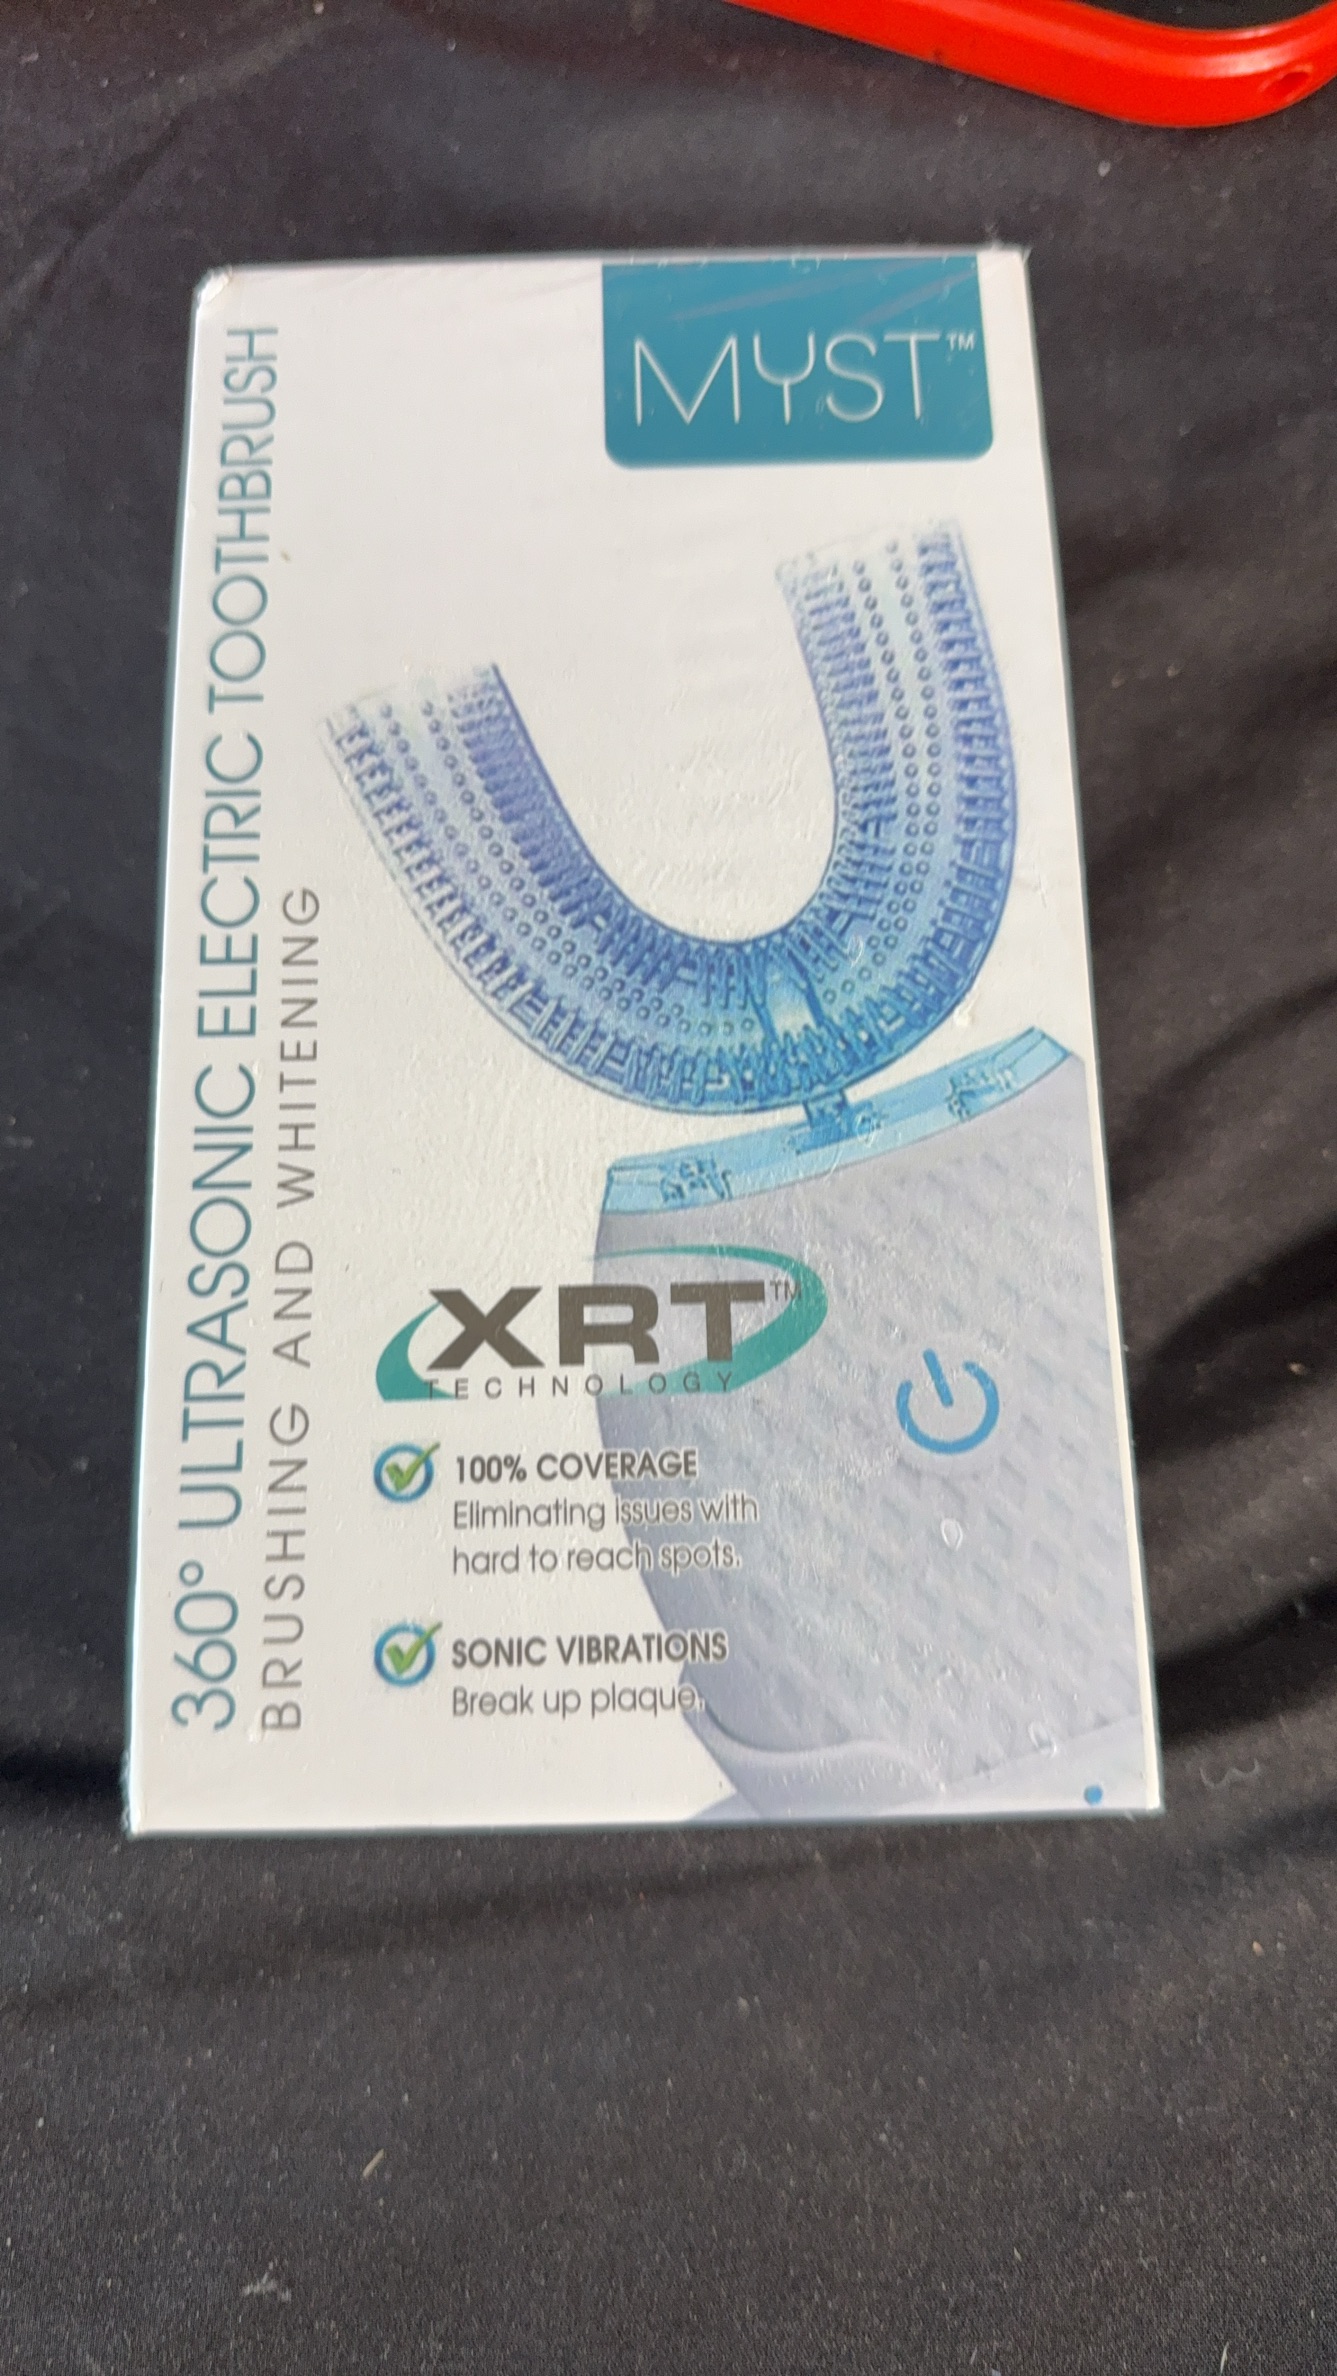 MYST™
360° ULTRASONIC ELECTRIC TOOTHBRUSH
BRUSHING AND WHITENING
XRT™
TECHNOLOGY
100% COVERAGE
Eliminating issues with
hard to reach spots.
SONIC VIBRATIONS
Break up plaque.